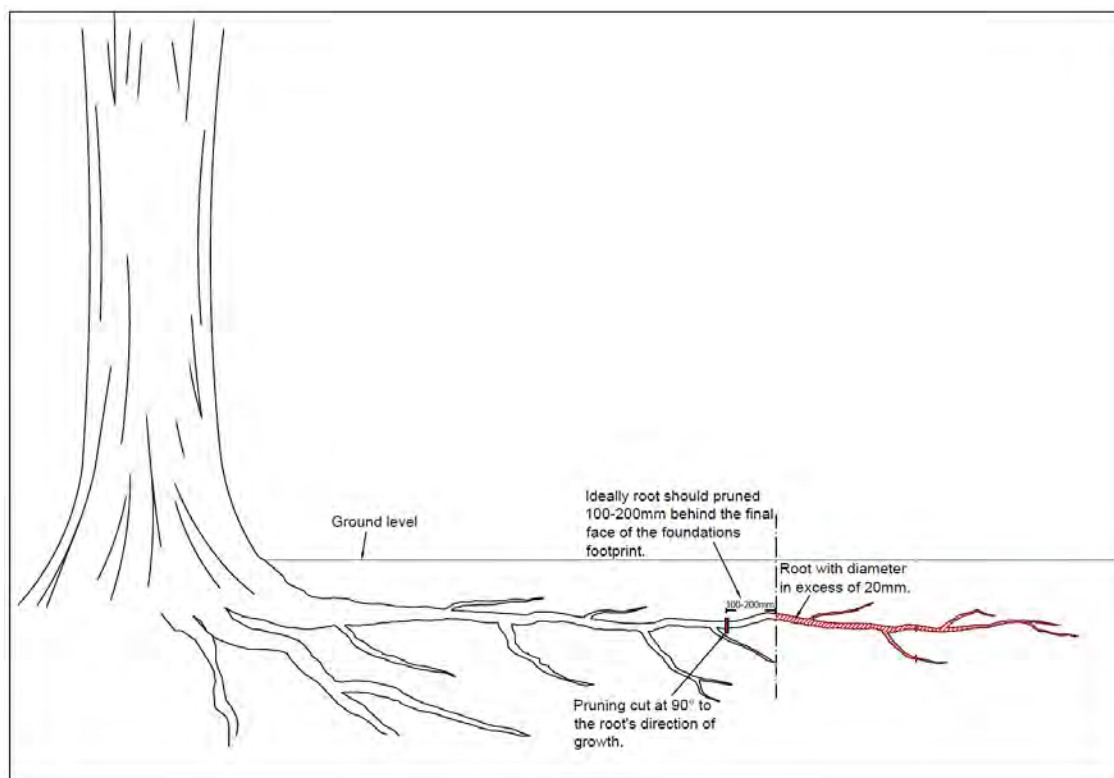 Ideally root should pruned
100-200mm behind the final
face of the foundations
footprint.
Ground level
Root with diameter
in excess of 20mm.
100-200mm
Pruning cut at 90° to
the root's direction of
growth.